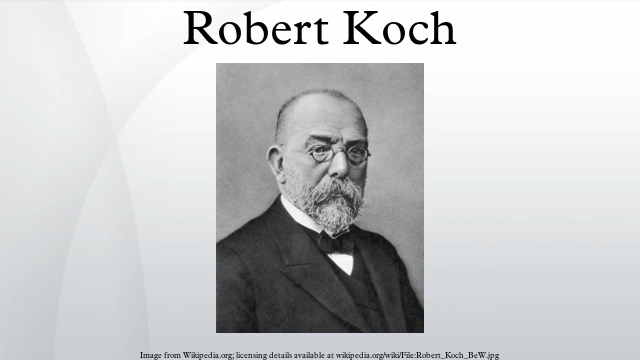 Robert Koch
Image from Wikipedia.org; licensing details available at wikipedia.org/wiki/File:Robert_Koch_BeW.jpg